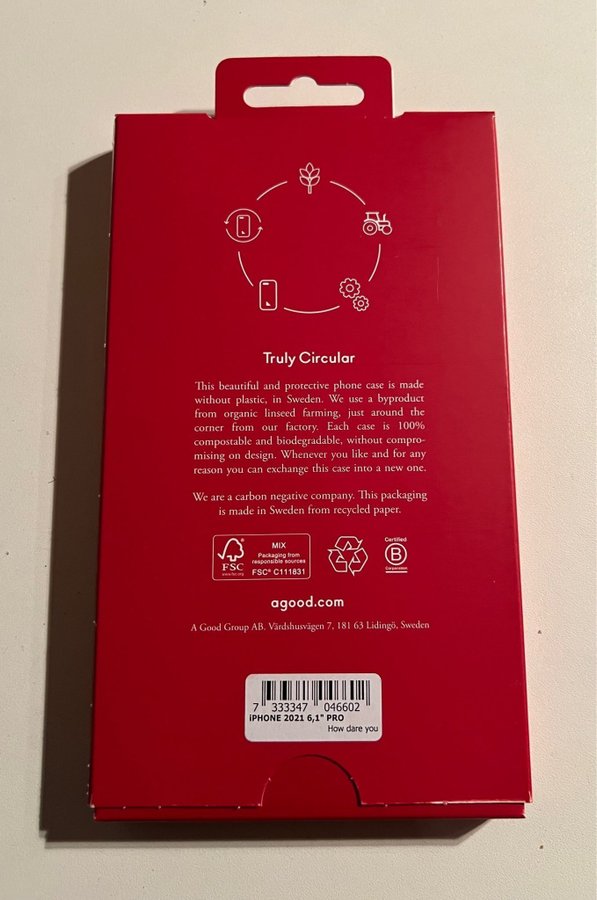 Truly Circular
This beautiful and protective phone case is made
without plastic, in Sweden. We use a byproduct
from organic linseed farming, just around the
corner from our factory. Each case is 100%
compostable and biodegradable, without compro-
mising on design. Whenever you like and for any
reason you can exchange this case into a new one.
We are a carbon negative company. This packaging
is made in Sweden from recycled paper.
FSC
www.fsc.org
MIX
Packaging from
responsible sources
FSC® C111831
Certified
B
Corporation
agood.com
A Good Group AB. Värdshusvägen 7, 181 63 Lidingö, Sweden
7 333347 046602
iPHONE 2021 6,1" PRO
How dare you